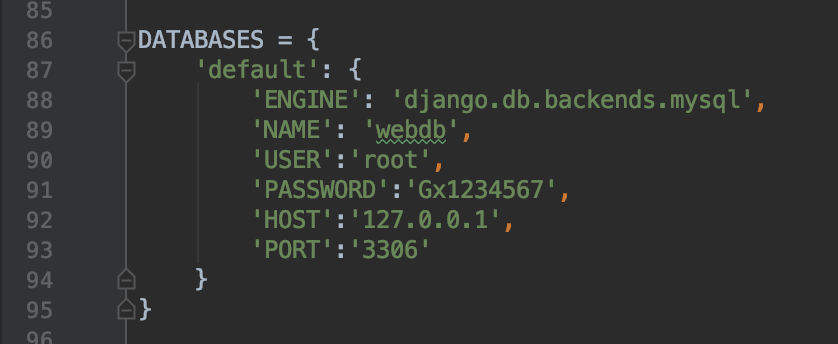 85
86 DATABASES = {
87 'default': {
88 'ENGINE': 'django.db.backends.mysql',
89 'NAME': 'webdb',
90 'USER':'root',
91 'PASSWORD':'Gx1234567',
92 'HOST':'127.0.0.1',
93 'PORT':'3306'
94 }
95 }
96